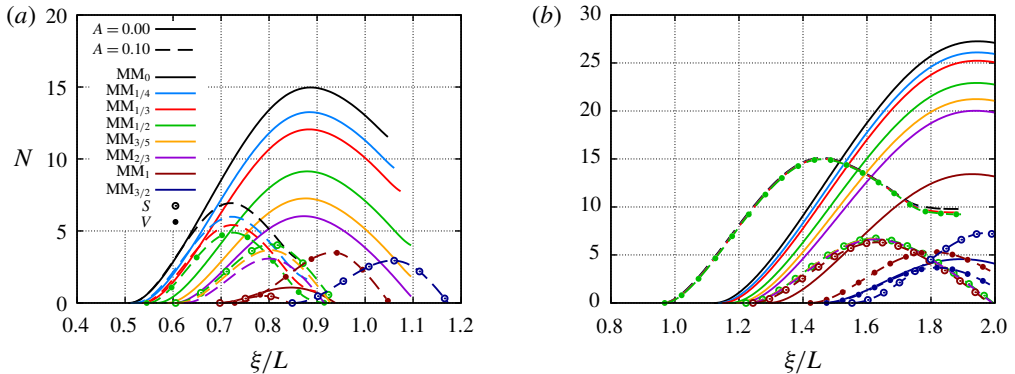 (a)
N
20
15
10
5
0
A = 0.00
A = 0.10
MM0
MM1/4
MM1/3
MM1/2
MM3/5
MM2/3
MM1
MM3/2
S
V
0.4 0.5 0.6 0.7 0.8 0.9 1.0 1.1 1.2
ξ/L
(b)
30
25
20
15
10
5
0
0.8 1.0 1.2 1.4 1.6 1.8 2.0
ξ/L